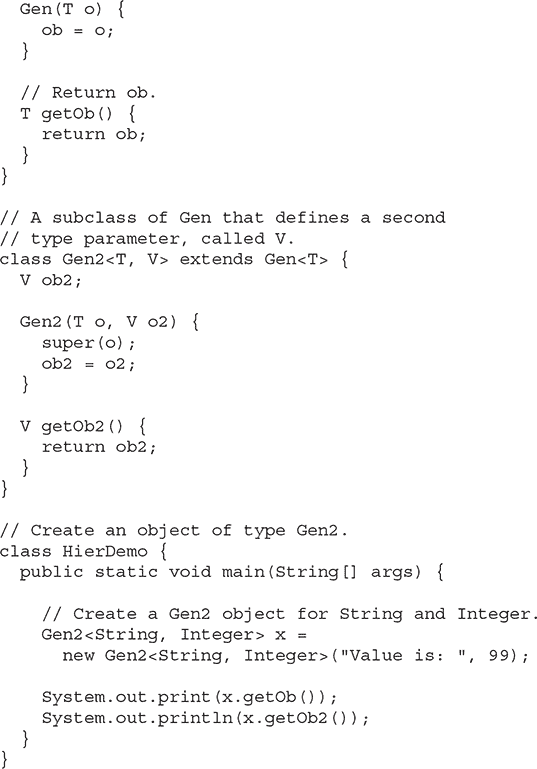 Gen(T o) {
    ob = o;
  }

  // Return ob.
  T getOb() {
    return ob;
  }
}

// A subclass of Gen that defines a second
// type parameter, called V.
class Gen2<T, V> extends Gen<T> {
  V ob2;

  Gen2(T o, V o2) {
    super(o);
    ob2 = o2;
  }

  V getOb2() {
    return ob2;
  }
}

// Create an object of type Gen2.
class HierDemo {
  public static void main(String[] args) {

    // Create a Gen2 object for String and Integer.
    Gen2<String, Integer> x =
      new Gen2<String, Integer>("Value is: ", 99);

    System.out.print(x.getOb());
    System.out.println(x.getOb2());
  }
}